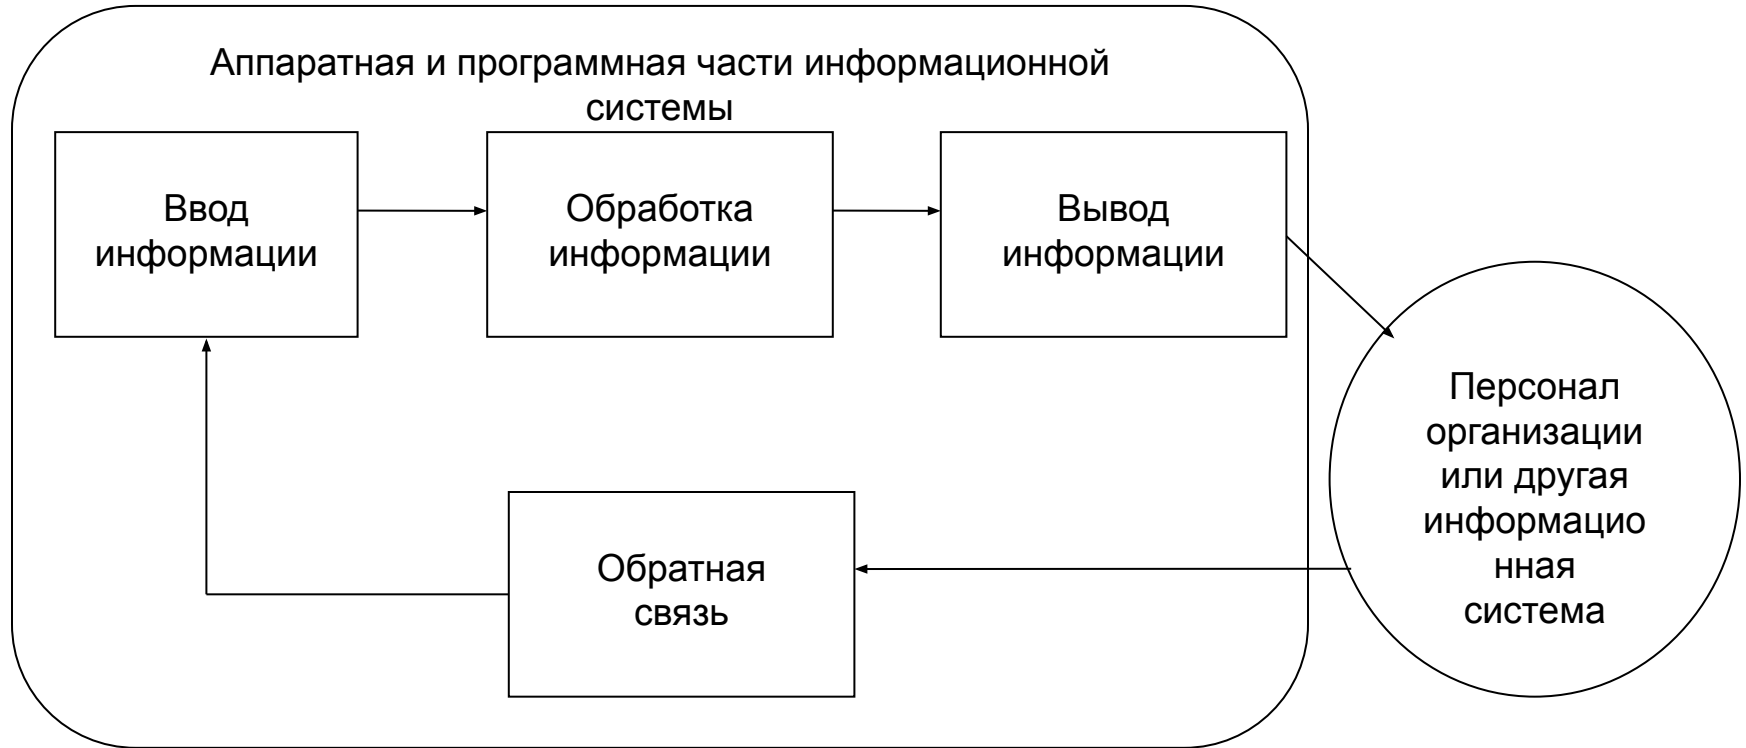 Аппаратная и программная части информационной
системы
Ввод
информации
Обработка
информации
Вывод
информации
Персонал
организации
или другая
информацио
нная
система
Обратная
связь